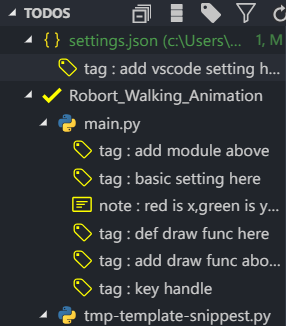 TODOS
{} settings.json (c:\Users\... 1, M
tag : add vscode setting h...
Robort_Walking_Animation
main.py
tag : add module above
tag : basic setting here
note : red is x,green is y...
tag : def draw func here
tag : add draw func abo...
tag : key handle
tmp-template-snippest.py